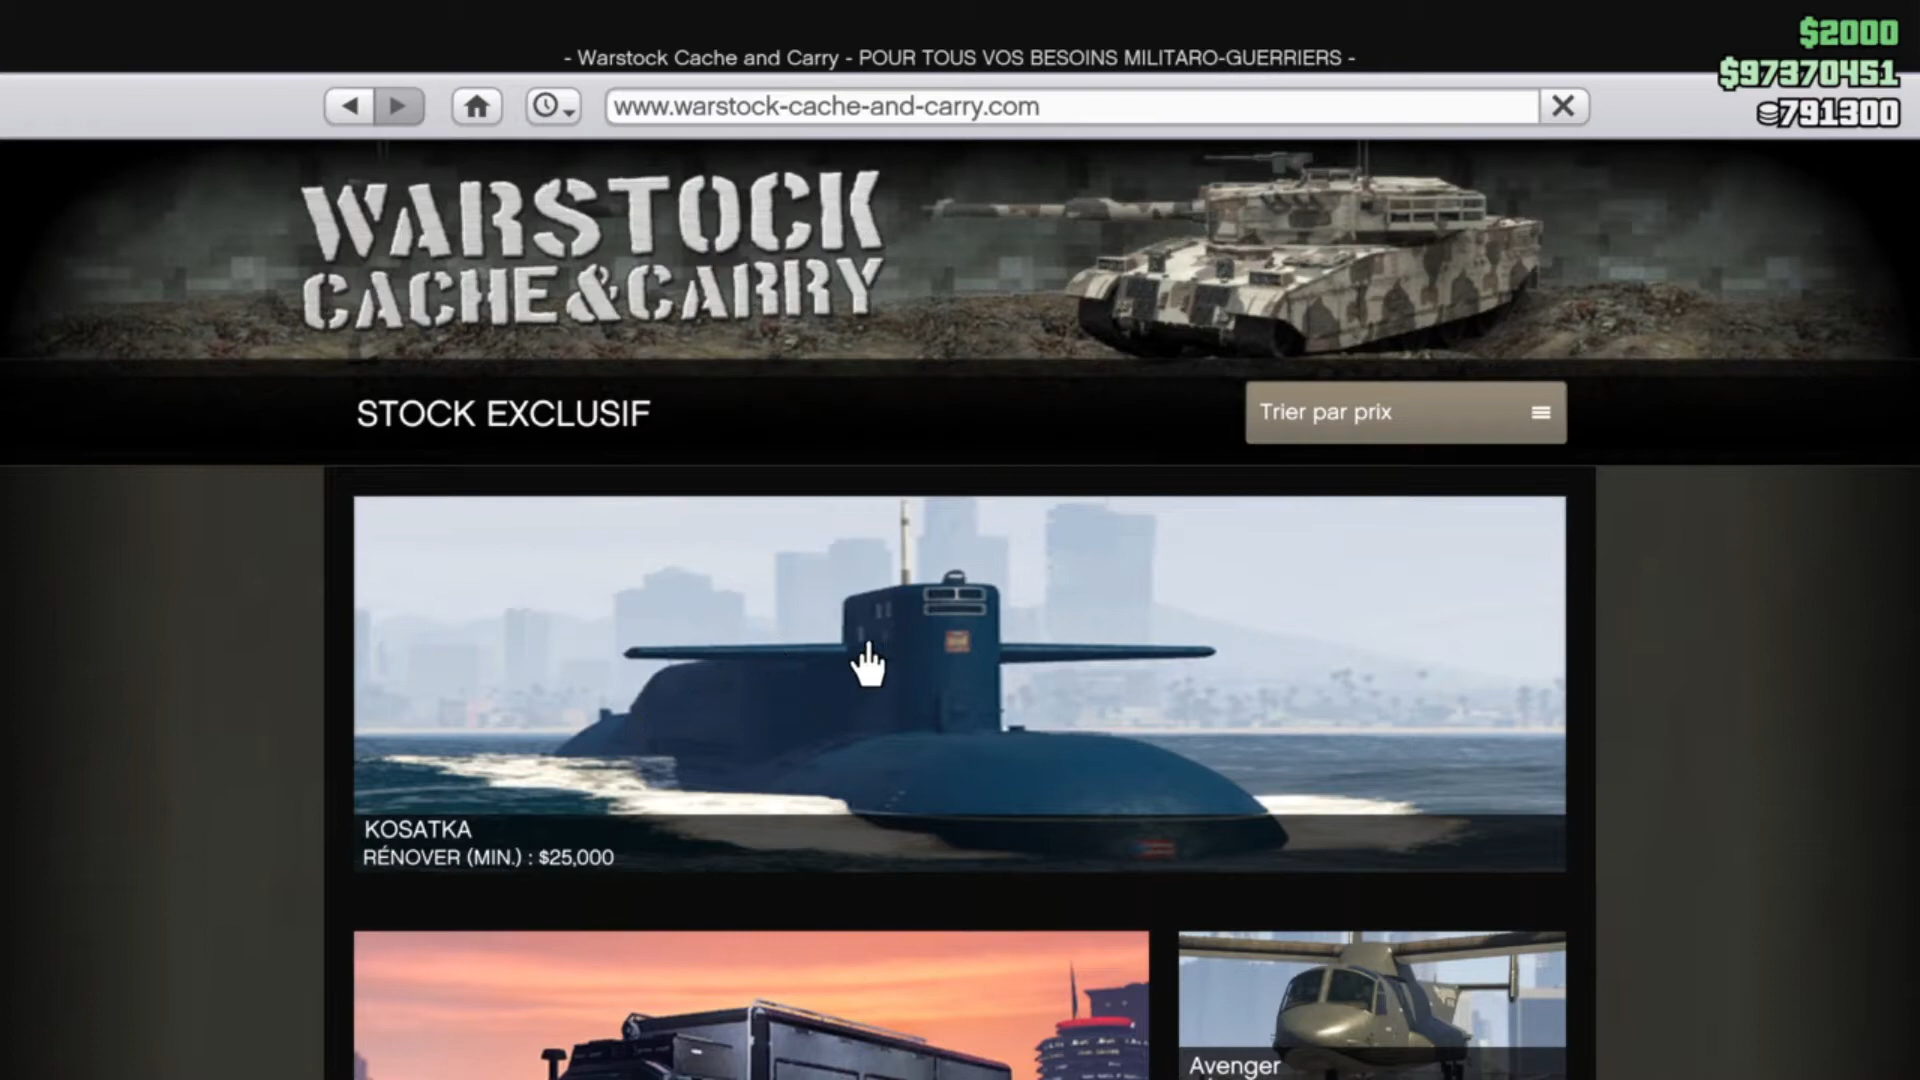 $2000
- Warstock Cache and Carry - POUR TOUS VOS BESOINS MILITARO-GUERRIERS -
$97370451
www.warstock-cache-and-carry.com
791300
WARSTOCK
CACHE&CARRY
STOCK EXCLUSIF
Trier par prix
KOSATKA
RÉNOVER (MIN.) : $25,000
Avenger